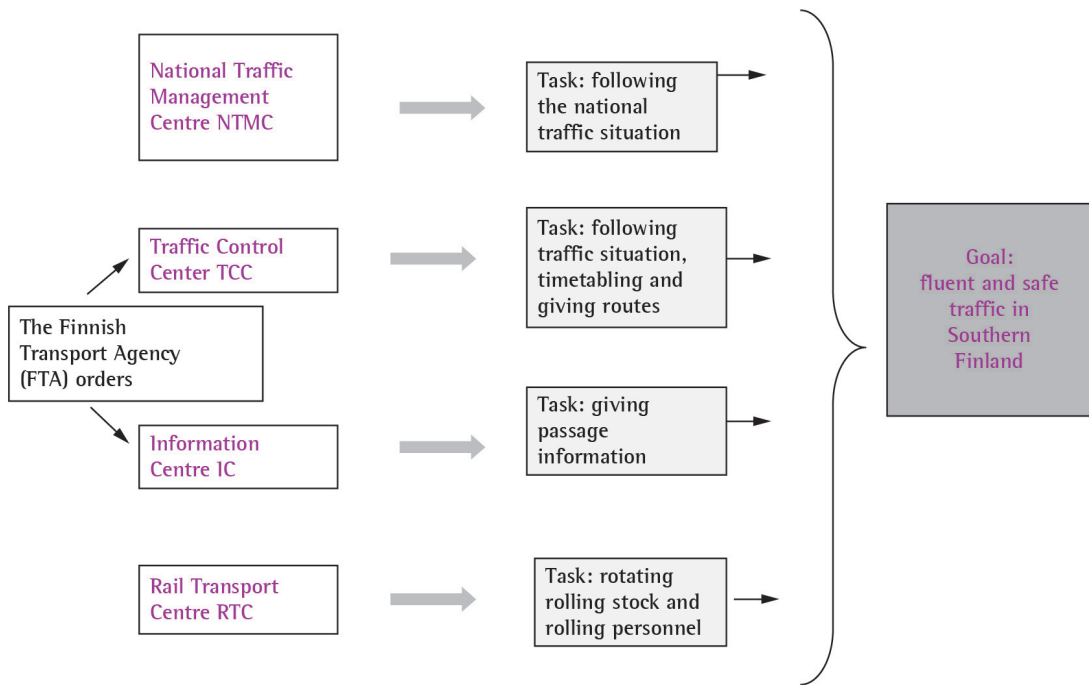 National Traffic
Management
Centre NTMC
Task: following
the national
traffic situation
Traffic Control
Center TCC
Task: following
traffic situation,
timetabling and
giving routes
The Finnish
Transport Agency
(FTA) orders
Goal:
fluent and safe
traffic in
Southern
Finland
Information
Centre IC
Task: giving
passage
information
Rail Transport
Centre RTC
Task: rotating
rolling stock and
rolling personnel